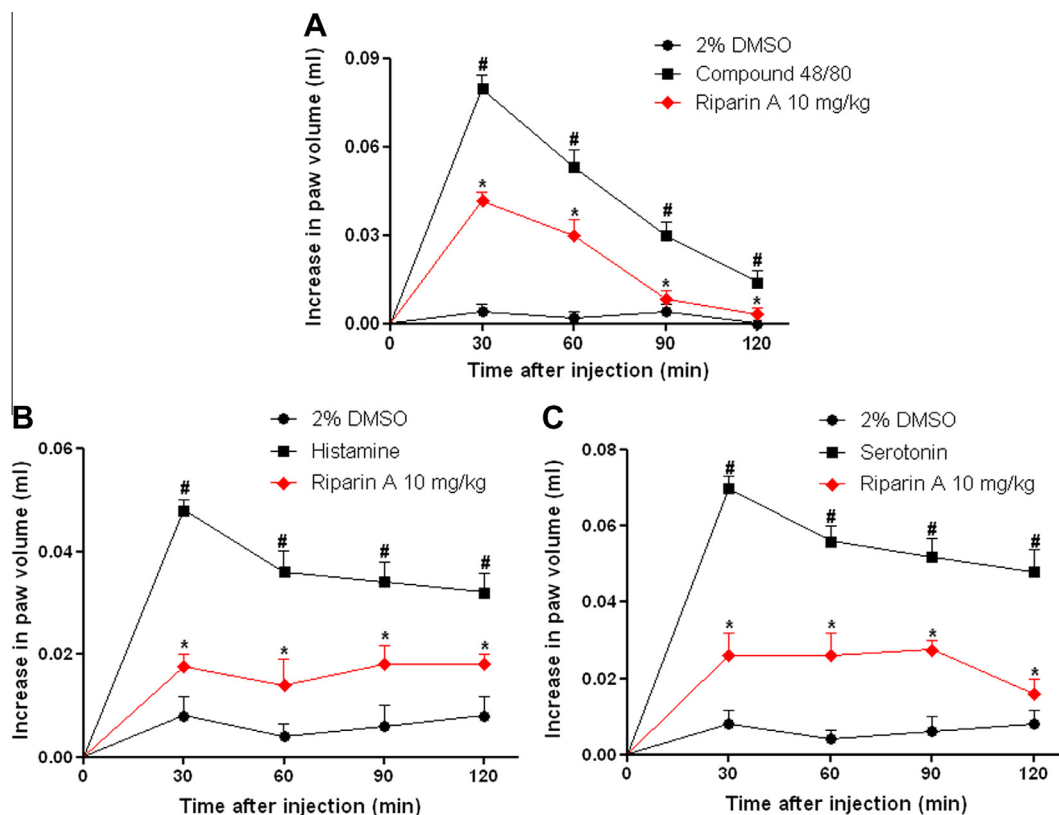 A
2% DMSO
Compound 48/80
Riparin A 10 mg/kg
Increase in paw volume (ml)
0.09
0.06
0.03
0.00
# # # #
* * * *
0 30 60 90 120
Time after injection (min)
B
2% DMSO
Histamine
Riparin A 10 mg/kg
Increase in paw volume (ml)
0.06
0.04
0.02
0.00
# # # #
* * * *
0 30 60 90 120
Time after injection (min)
C
2% DMSO
Serotonin
Riparin A 10 mg/kg
Increase in paw volume (ml)
0.08
0.06
0.04
0.02
0.00
# # # #
* * * *
0 30 60 90 120
Time after injection (min)